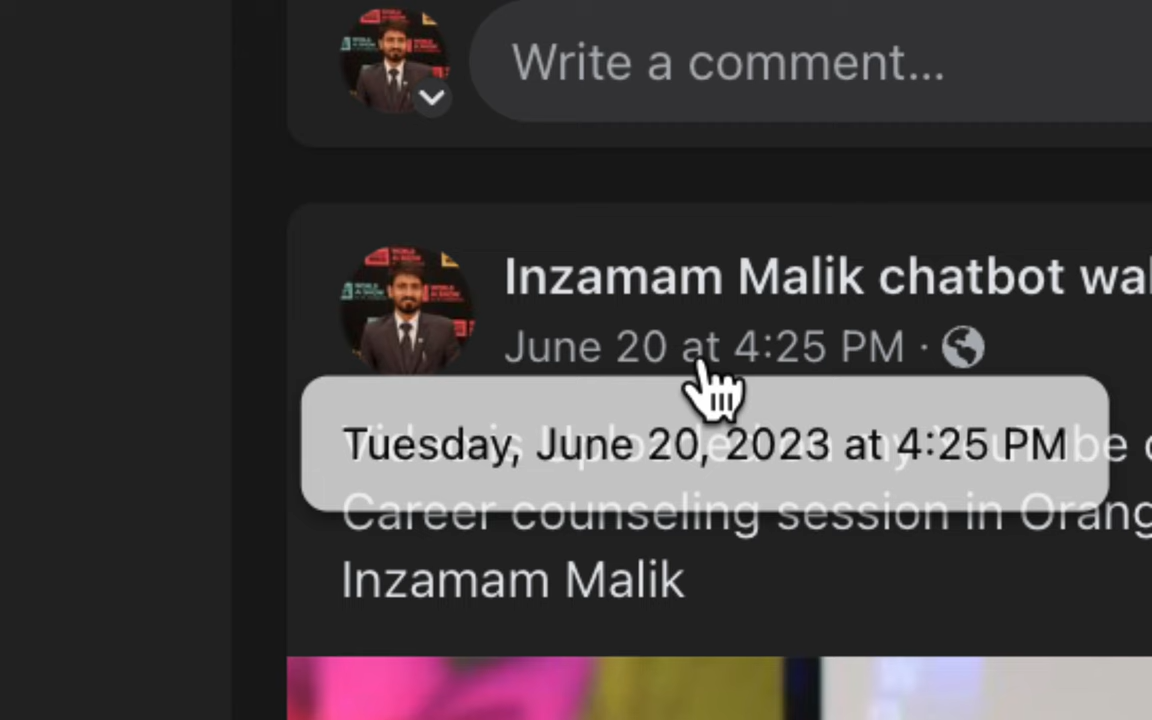 Write a comment...
Inzamam Malik chatbot wal
June 20 at 4:25 PM ·
Tuesday, June 20, 2023 at 4:25 PM
Career counseling session in Orang
Inzamam Malik